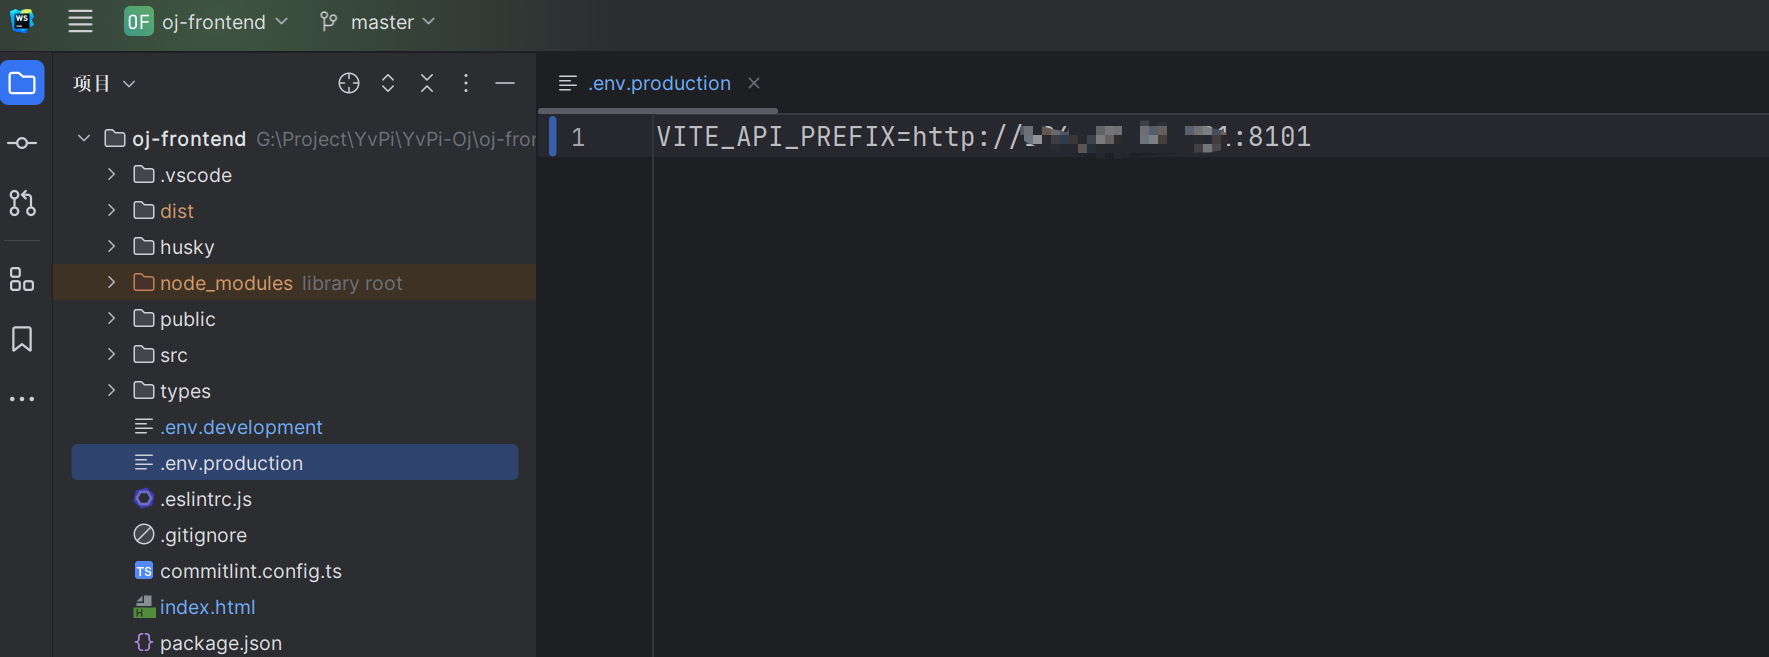 WS
OF oj-frontend master
项目
.env.production
oj-frontend G:\Project\YvPi\YvPi-Oj\oj-fror
1 VITE_API_PREFIX=http:// :8101
.vscode
dist
husky
node_modules library root
public
src
types
.env.development
.env.production
.eslintrc.js
.gitignore
TS commitlint.config.ts
H index.html
{} package.json